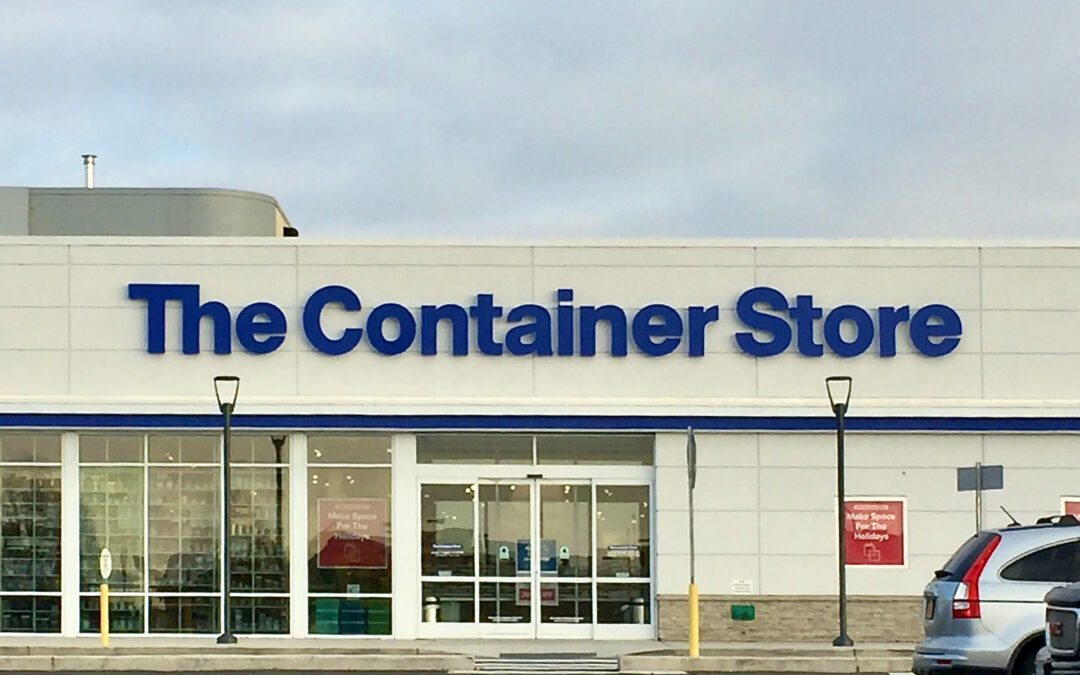 The Container Store
Make Space
For The
Holidays
Make Space
For The
Holidays